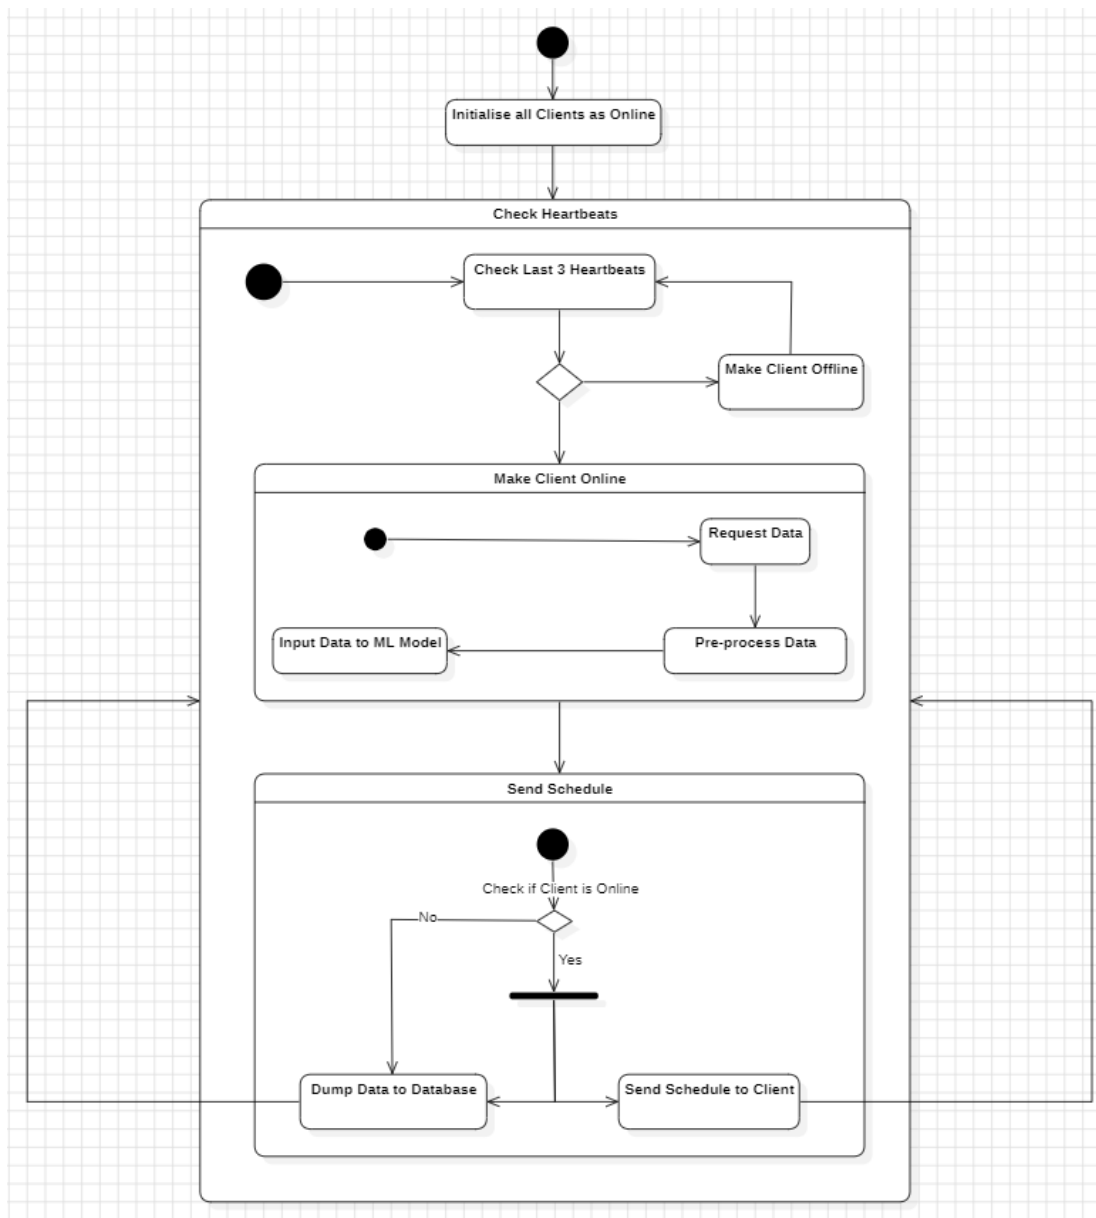 Initialise all Clients as Online
Check Heartbeats
Check Last 3 Heartbeats
Make Client Offline
Make Client Online
Request Data
Input Data to ML Model
Pre-process Data
Send Schedule
Check if Client is Online
No
Yes
Dump Data to Database
Send Schedule to Client